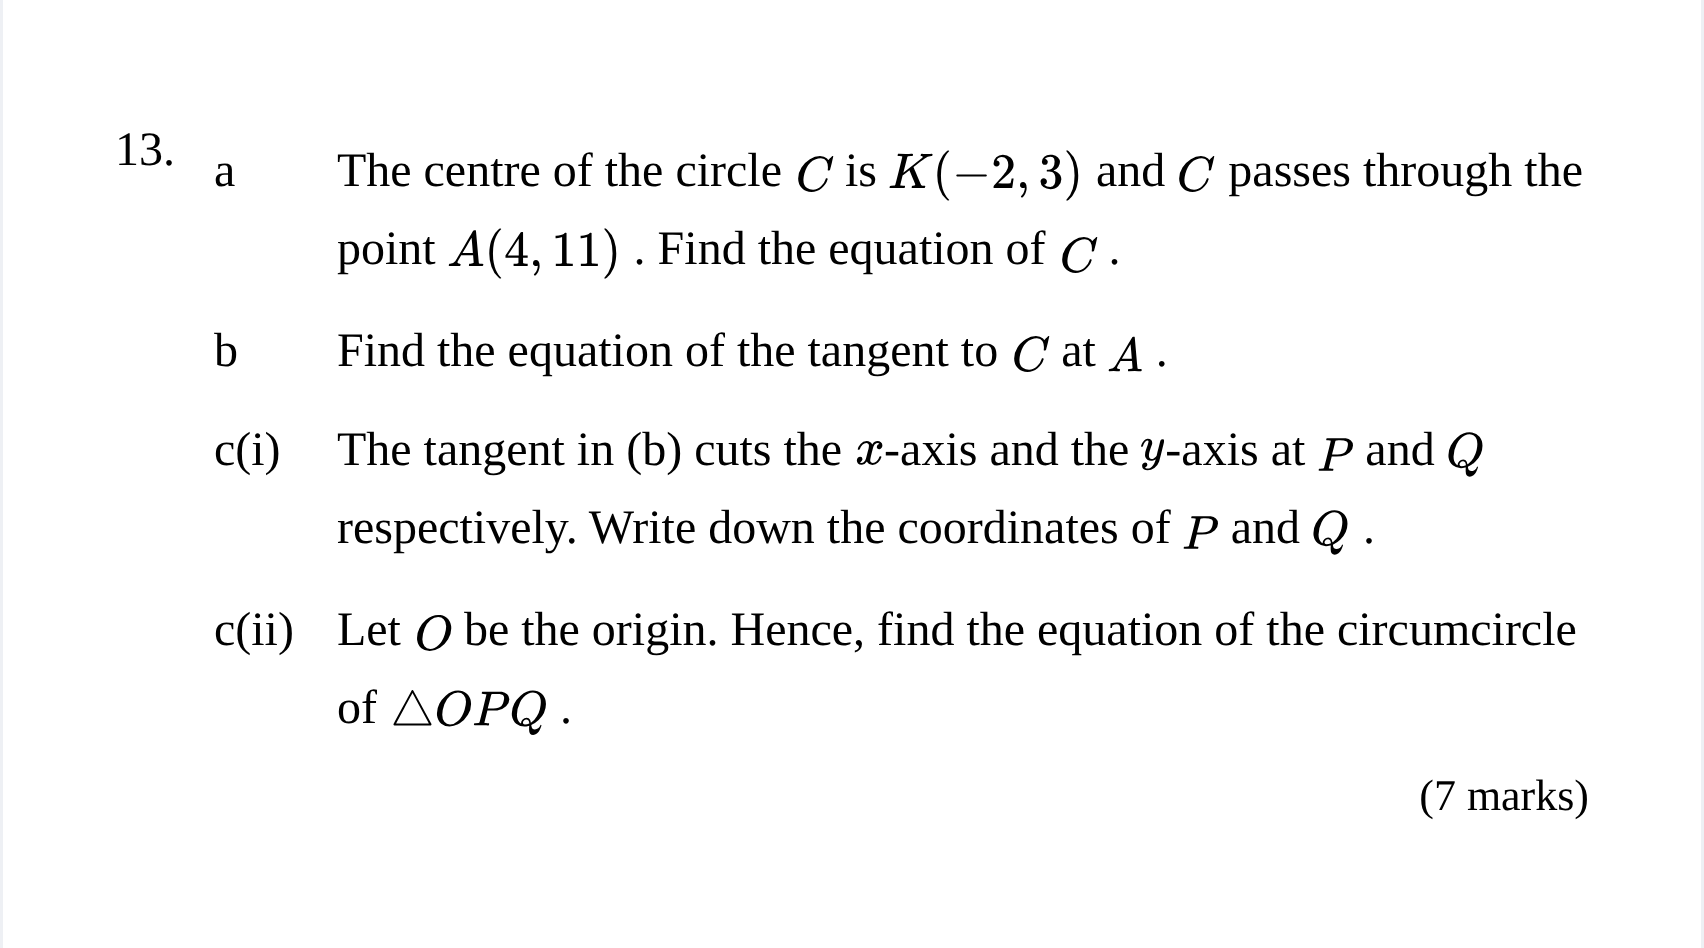 13. a The centre of the circle C is K(−2, 3) and C passes through the
point A(4, 11) . Find the equation of C .
b Find the equation of the tangent to C at A .
c(i) The tangent in (b) cuts the x-axis and the y-axis at P and Q
respectively. Write down the coordinates of P and Q .
c(ii) Let O be the origin. Hence, find the equation of the circumcircle
of △OPQ .
(7 marks)